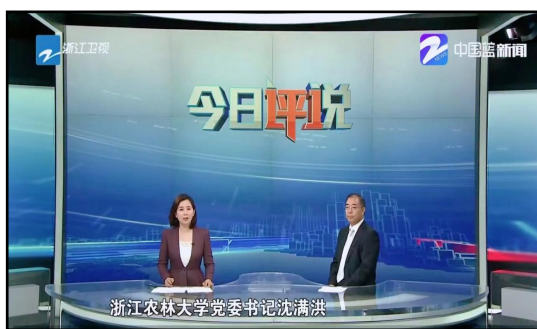 浙江卫视
中国蓝新闻
今日评说
浙江农林大学党委书记沈满洪